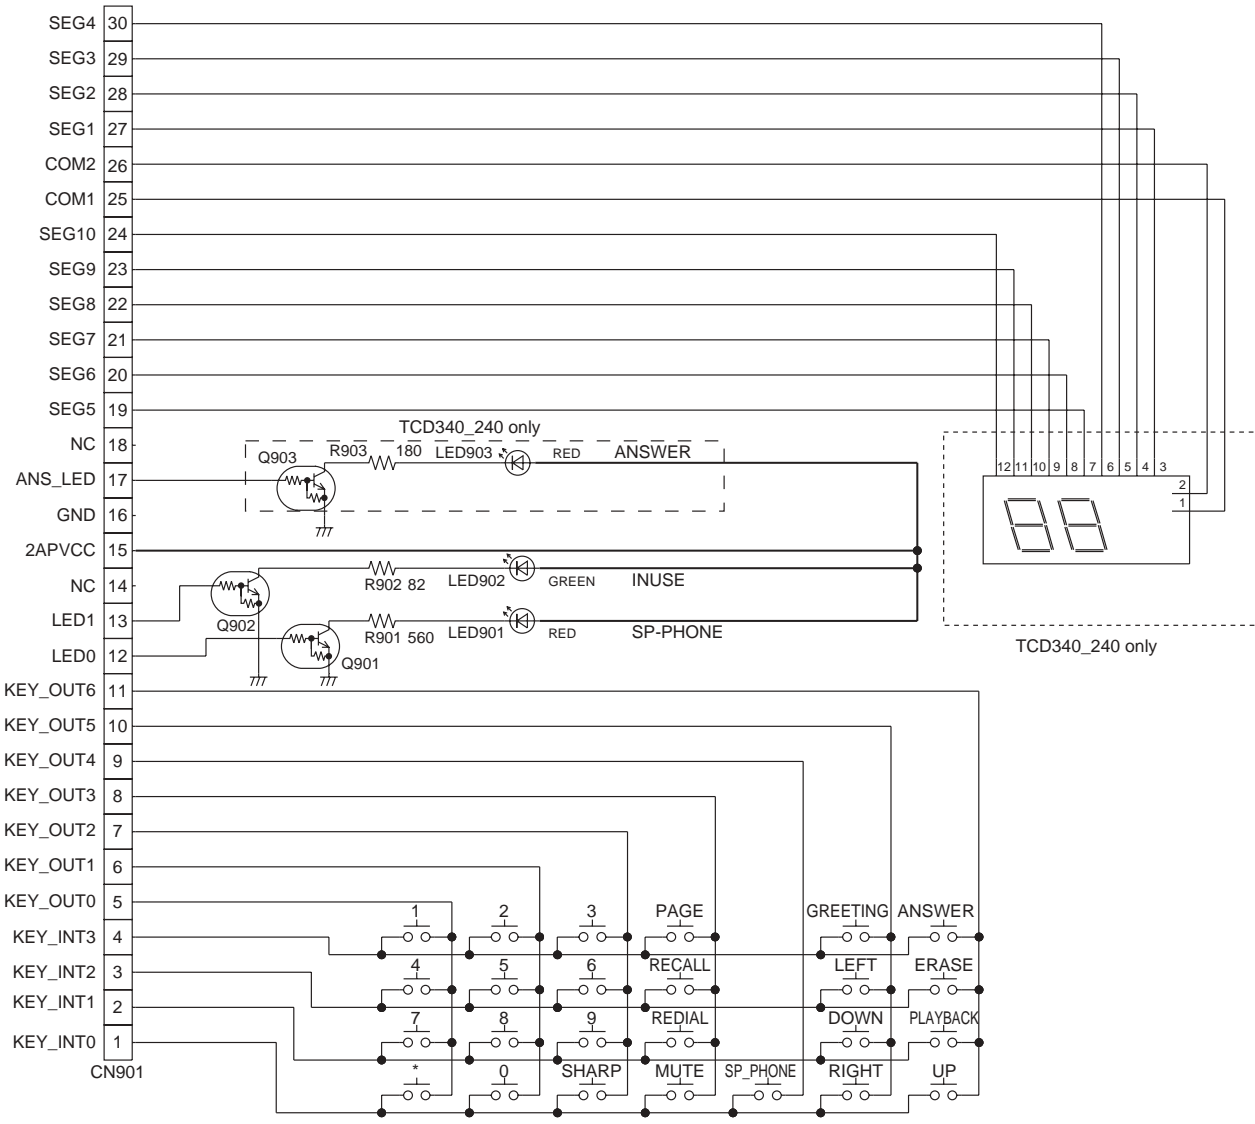 SEG4 30
SEG3 29
SEG2 28
SEG1 27
COM2 26
COM1 25
SEG10 24
SEG9 23
SEG8 22
SEG7 21
SEG6 20
SEG5 19
TCD340_240 only
NC 18
Q903 R903 180 LED903 RED ANSWER
12 11 10 9 8 7 6 5 4 3
ANS_LED 17
2
1
GND 16
2APVCC 15
NC 14
R902 82 LED902 GREEN INUSE
LED1 13
Q902
R901 560 LED901 RED SP-PHONE
TCD340_240 only
LED0 12
Q901
KEY_OUT6 11
KEY_OUT5 10
KEY_OUT4 9
KEY_OUT3 8
KEY_OUT2 7
KEY_OUT1 6
KEY_OUT0 5
1 2 3 PAGE GREETING ANSWER
KEY_INT3 4
4 5 6 RECALL LEFT ERASE
KEY_INT2 3
KEY_INT1 2
7 8 9 REDIAL DOWN PLAYBACK
KEY_INT0 1
CN901
* 0 SHARP MUTE SP_PHONE RIGHT UP